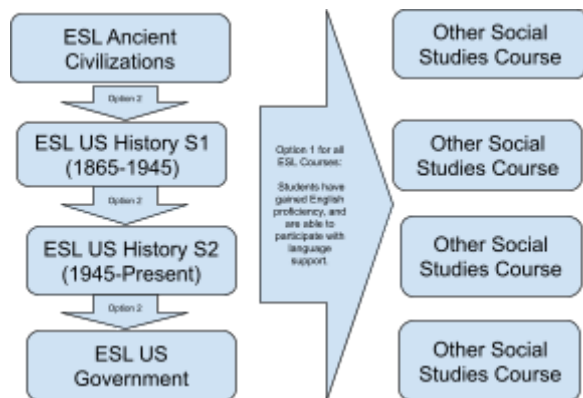 ESL Ancient
Civilizations
Option 2
ESL US History S1
(1865-1945)
Option 2
ESL US History S2
(1945-Present)
Option 2
ESL US
Government
Option 1 for all
ESL Courses:
Students have
gained English
proficiency, and
are able to
participate with
language
support.
Other Social
Studies Course
Other Social
Studies Course
Other Social
Studies Course
Other Social
Studies Course